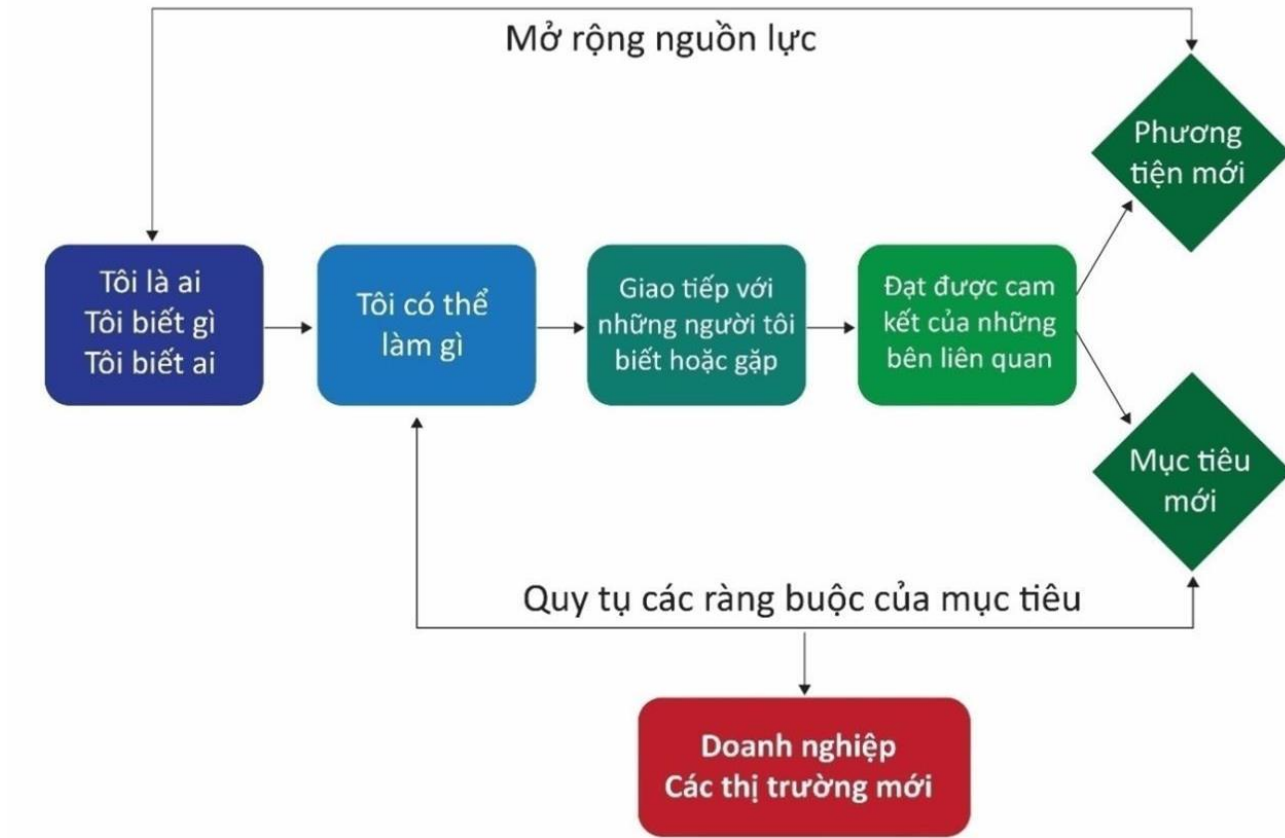 Mở rộng nguồn lực
Phương
tiện mới
Tôi là ai
Tôi biết gì
Tôi biết ai
Tôi có thể
làm gì
Giao tiếp với
những người tôi
biết hoặc gặp
Đạt được cam
kết của những
bên liên quan
Mục tiêu
mới
Quy tụ các ràng buộc của mục tiêu
Doanh nghiệp
Các thị trường mới